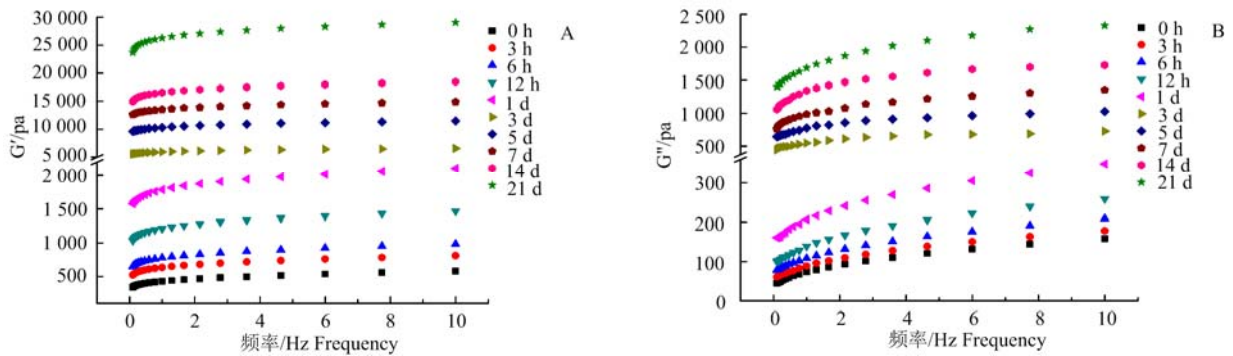 A
G′/pa
30 000
25 000
20 000
15 000
10 000
5 000
2 000
1 500
1 000
500
0 2 4 6 8 10
频率/Hz Frequency
0 h
3 h
6 h
12 h
1 d
3 d
5 d
7 d
14 d
21 d
B
G″/pa
2 500
2 000
1 500
1 000
500
300
200
100
0
0 2 4 6 8 10
频率/Hz Frequency
0 h
3 h
6 h
12 h
1 d
3 d
5 d
7 d
14 d
21 d